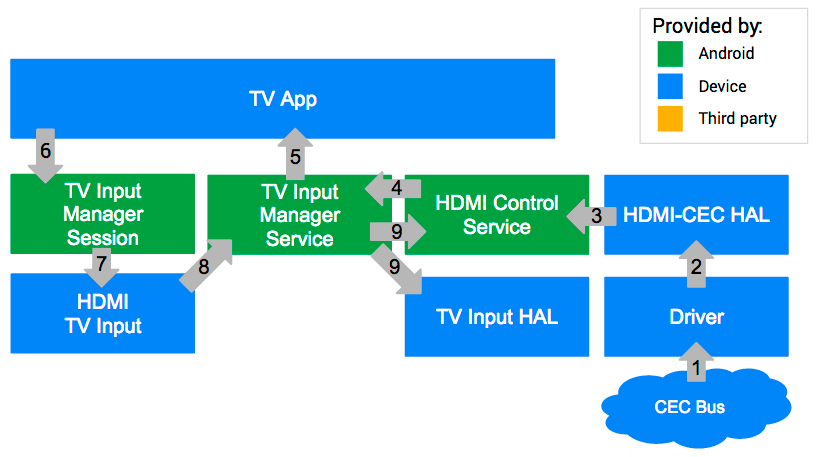 Provided by:
Android
Device
Third party
TV App
6
5
TV Input
Manager
Session
TV Input
Manager
Service
4
9
HDMI Control
Service
3
HDMI-CEC HAL
7
8
9
2
HDMI
TV Input
TV Input HAL
Driver
1
CEC Bus